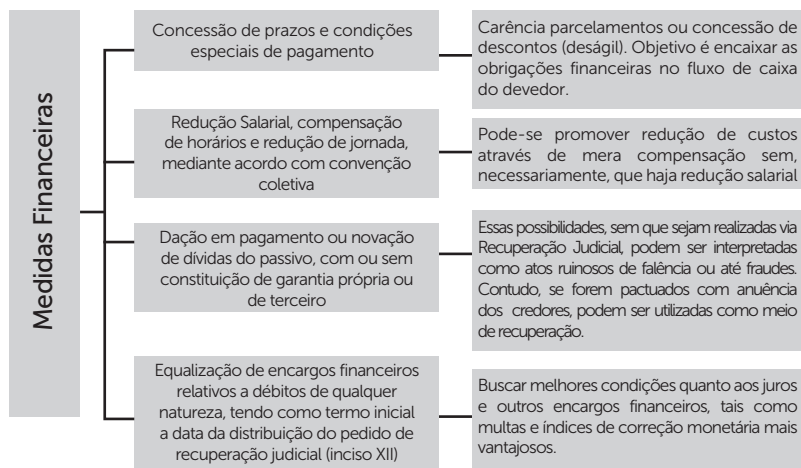 Medidas Financeiras
Concessão de prazos e condições
especiais de pagamento
Carência parcelamentos ou concessão de
descontos (deságil). Objetivo é encaixar as
obrigações financeiras no fluxo de caixa
do devedor.
Redução Salarial, compensação
de horários e redução de jornada,
mediante acordo com convenção
coletiva
Pode-se promover redução de custos
através de mera compensação sem,
necessariamente, que haja redução salarial
Dação em pagamento ou novação
de dívidas do passivo, com ou sem
constituição de garantia própria ou
de terceiro
Essas possibilidades, sem que sejam realizadas via
Recuperação Judicial, podem ser interpretadas
como atos ruinosos de falência ou até fraudes.
Contudo, se forem pactuados com anuência
dos credores, podem ser utilizadas como meio
de recuperação.
Equalização de encargos financeiros
relativos a débitos de qualquer
natureza, tendo como termo inicial
a data da distribuição do pedido de
recuperação judicial (inciso XII)
Buscar melhores condições quanto aos juros
e outros encargos financeiros, tais como
multas e índices de correção monetária mais
vantajosos.